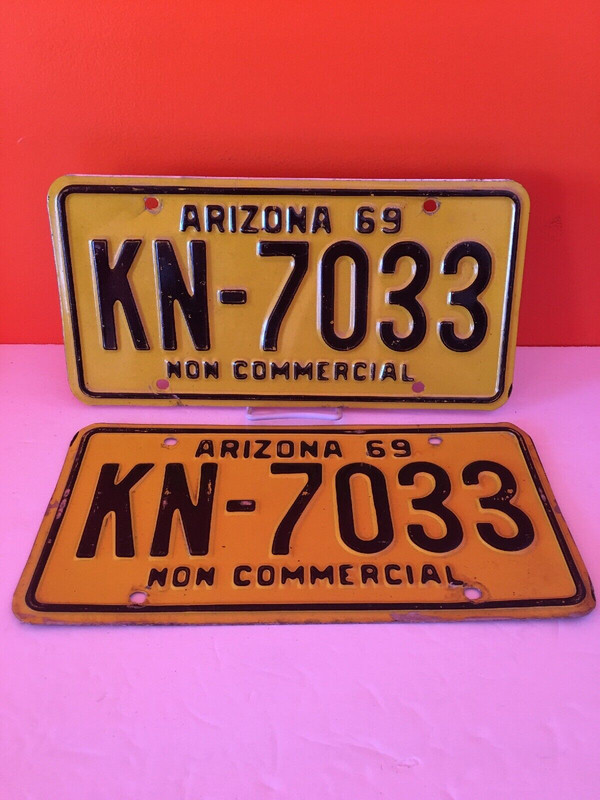 ARIZONA 69
KN-7033
NON COMMERCIAL
ARIZONA 69
KN-7033
NON COMMERCIAL